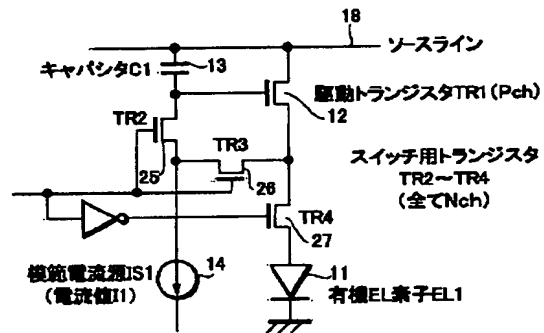 18
ソースライン
キャパシタC1
13
駆動トランジスタTR1(Pch)
12
TR2
TR3
25
26
スイッチ用トランジスタ
TR2～TR4
(全てNch)
TR4
27
模範電流源IS1
(電流値I1)
14
11
有機EL素子EL1